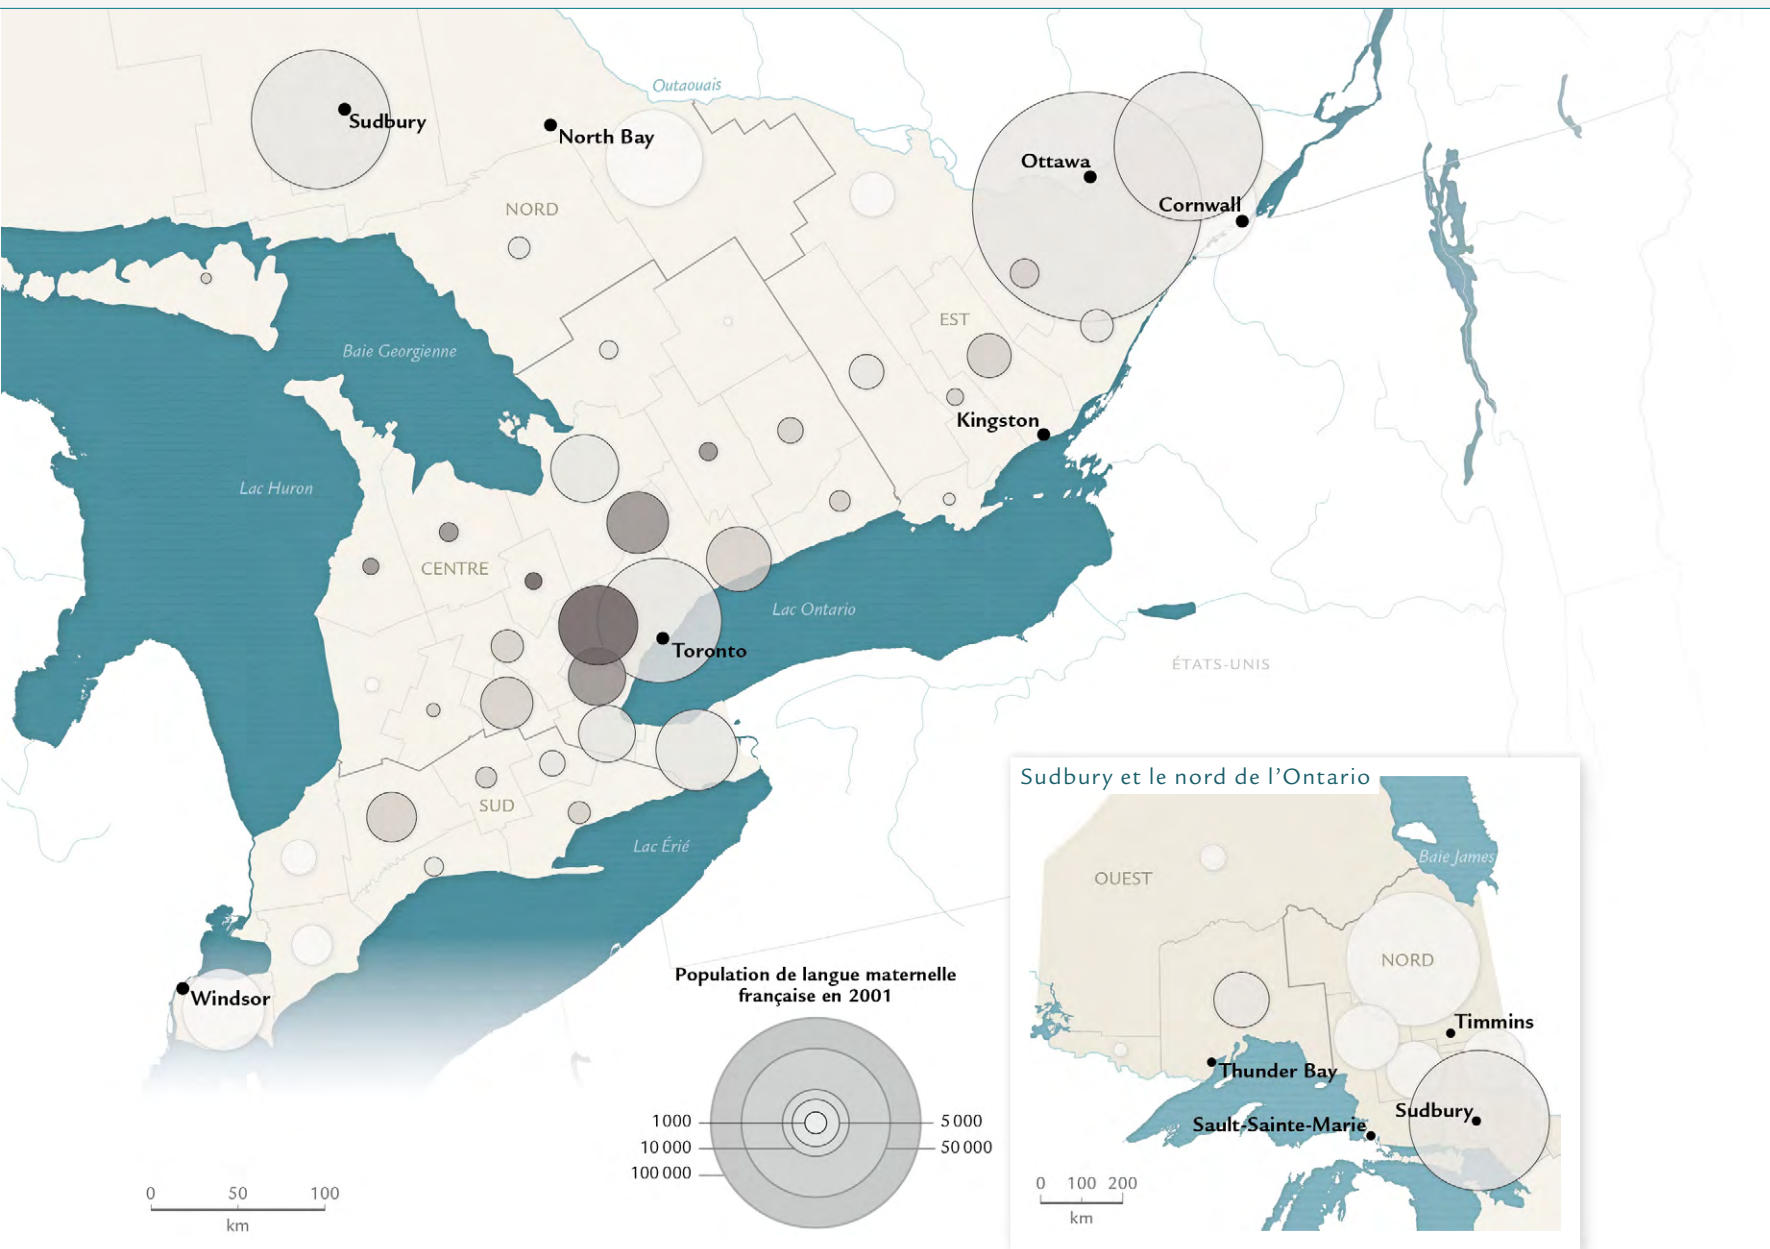 Outaouais
Sudbury
North Bay
Ottawa
Cornwall
NORD
EST
Baie Georgienne
Kingston
Lac Huron
CENTRE
Lac Ontario
Toronto
ÉTATS-UNIS
SUD
Lac Érié
Windsor
Population de langue maternelle
française en 2001
1 000
5 000
10 000
50 000
100 000
0 50 100
km
Sudbury et le nord de l’Ontario
Baie James
OUEST
NORD
Timmins
Thunder Bay
Sudbury
Sault-Sainte-Marie
0 100 200
km